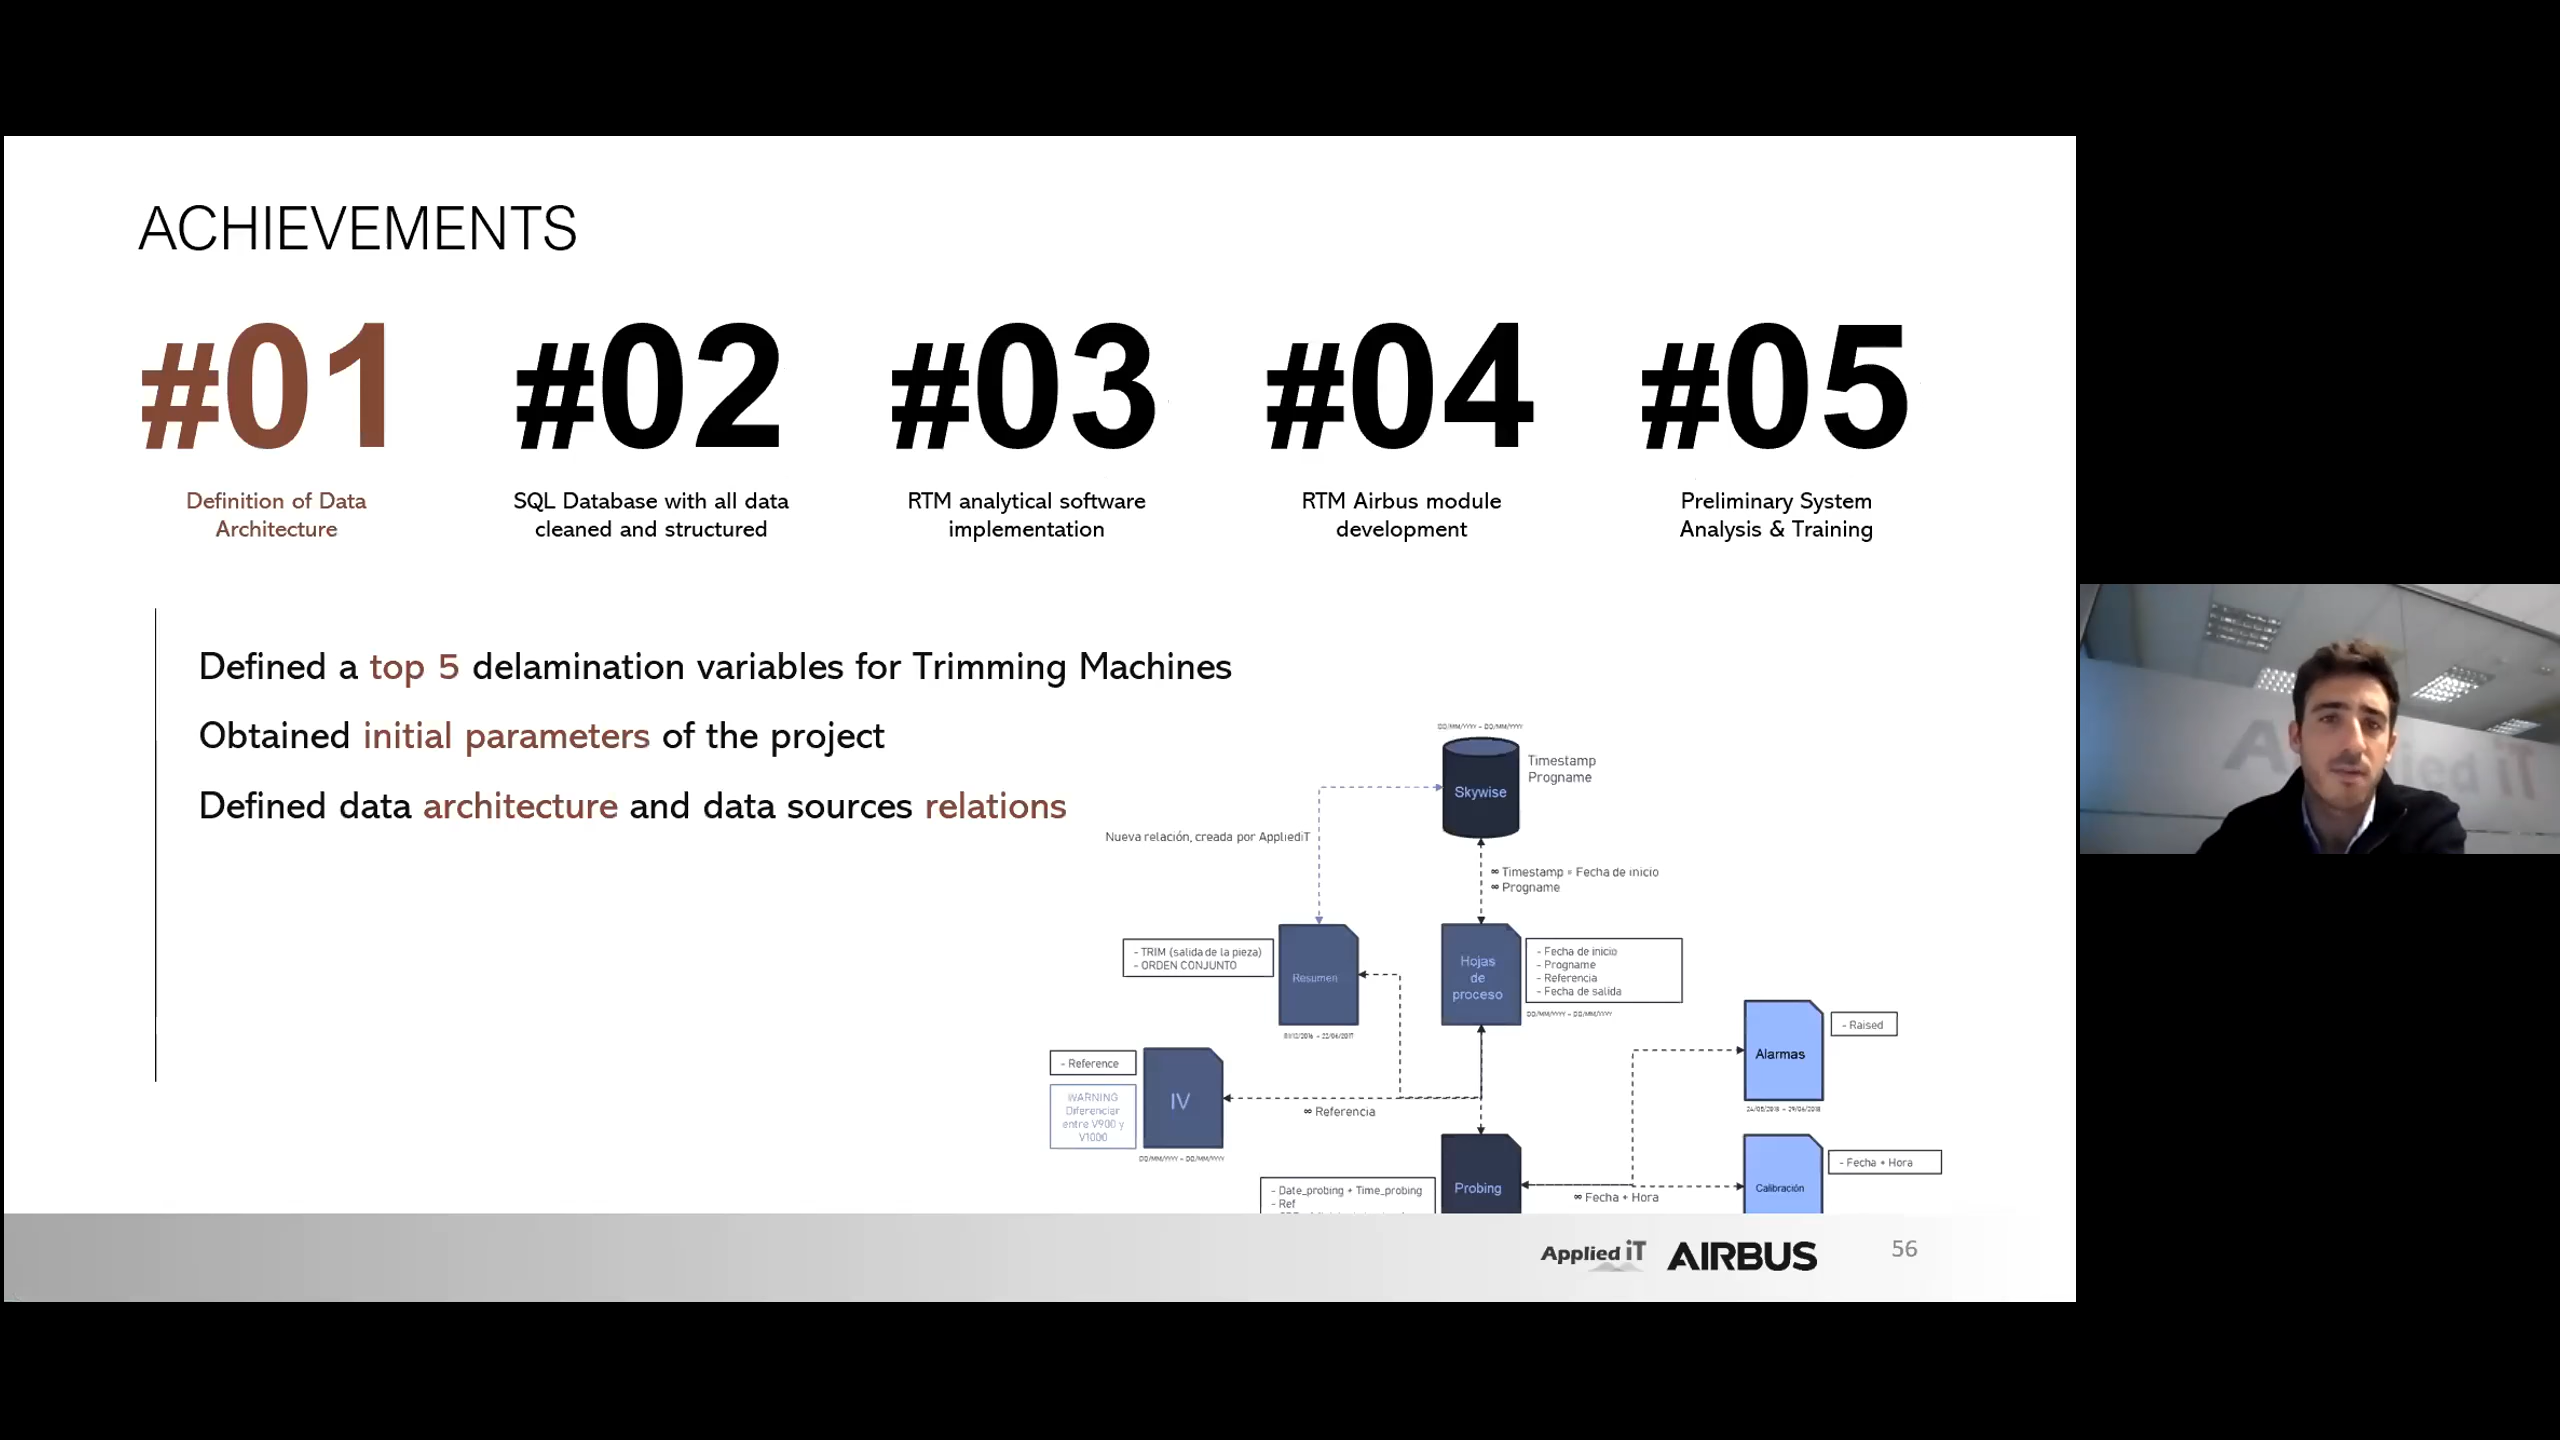 ACHIEVEMENTS
#01
#02
#03
#04
#05
Definition of Data
Architecture
SQL Database with all data
cleaned and structured
RTM analytical software
implementation
RTM Airbus module
development
Preliminary System
Analysis & Training
Defined a top 5 delamination variables for Trimming Machines
Obtained initial parameters of the project
Defined data architecture and data sources relations
DD/MM/YYYY - DD/MM/YYYY
Skywise
Timestamp
Progname
Nueva relación, creada por AppliediT
∞ Timestamp = Fecha de inicio
∞ Progname
- TRIM (salida de la pieza)
- ORDEN CONJUNTO
Resumen
Hojas
de
proceso
- Fecha de inicio
- Progname
- Referencia
- Fecha de salida
DD/MM/YYYY - DD/MM/YYYY
Alarmas
- Raised
24/05/2018 - 29/06/2018
- Reference
WARNING
Diferenciar
entre V900 y
V1000
IV
DD/MM/YYYY - DD/MM/YYYY
∞ Referencia
- Date_probing + Time_probing
- Ref
Probing
∞ Fecha + Hora
Calibración
- Fecha + Hora
Applied iT
AIRBUS
56